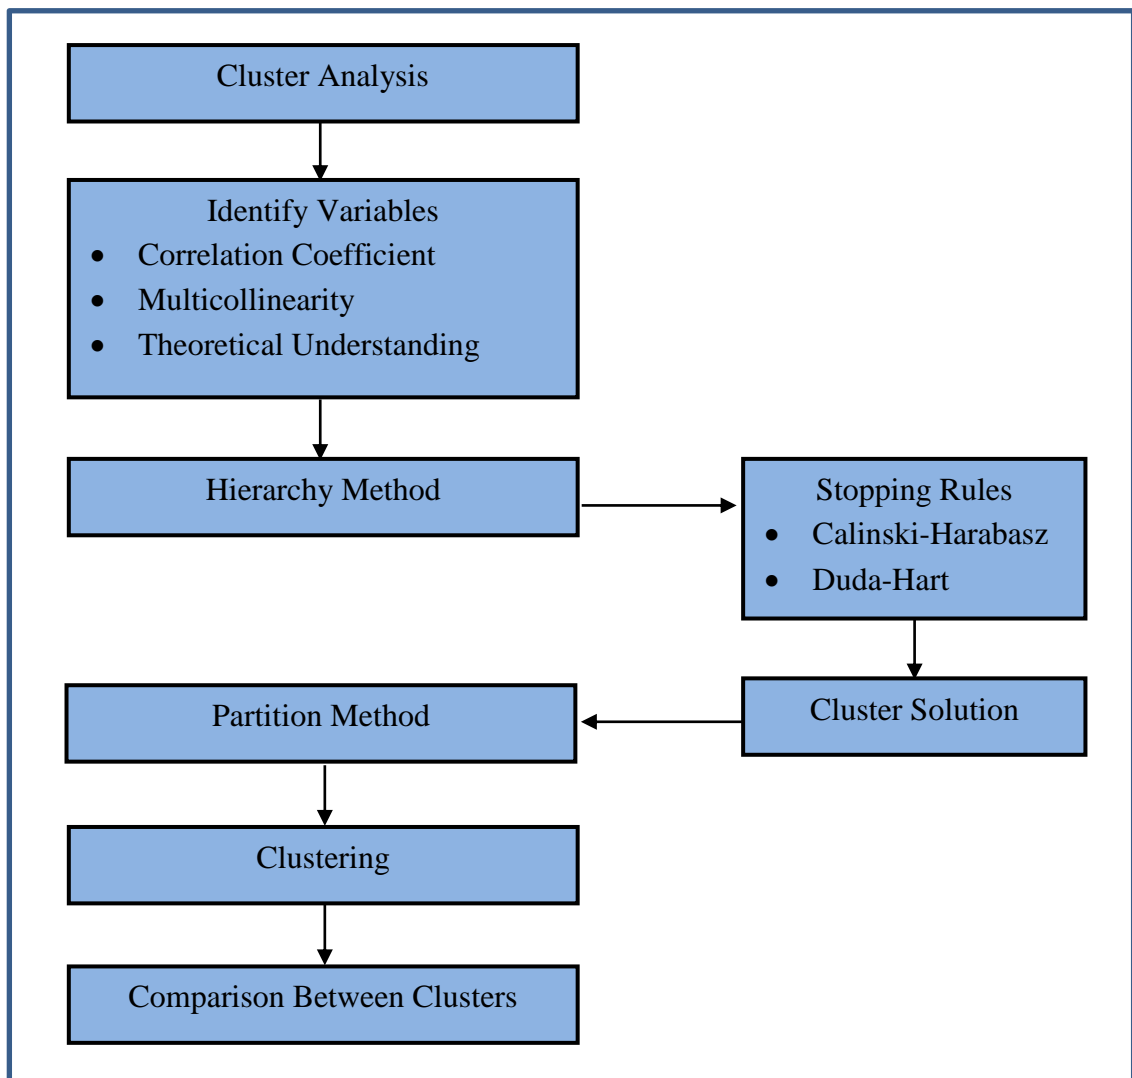 Cluster Analysis
Identify Variables
• Correlation Coefficient
• Multicollinearity
• Theoretical Understanding
Hierarchy Method
Stopping Rules
• Calinski-Harabasz
• Duda-Hart
Cluster Solution
Partition Method
Clustering
Comparison Between Clusters